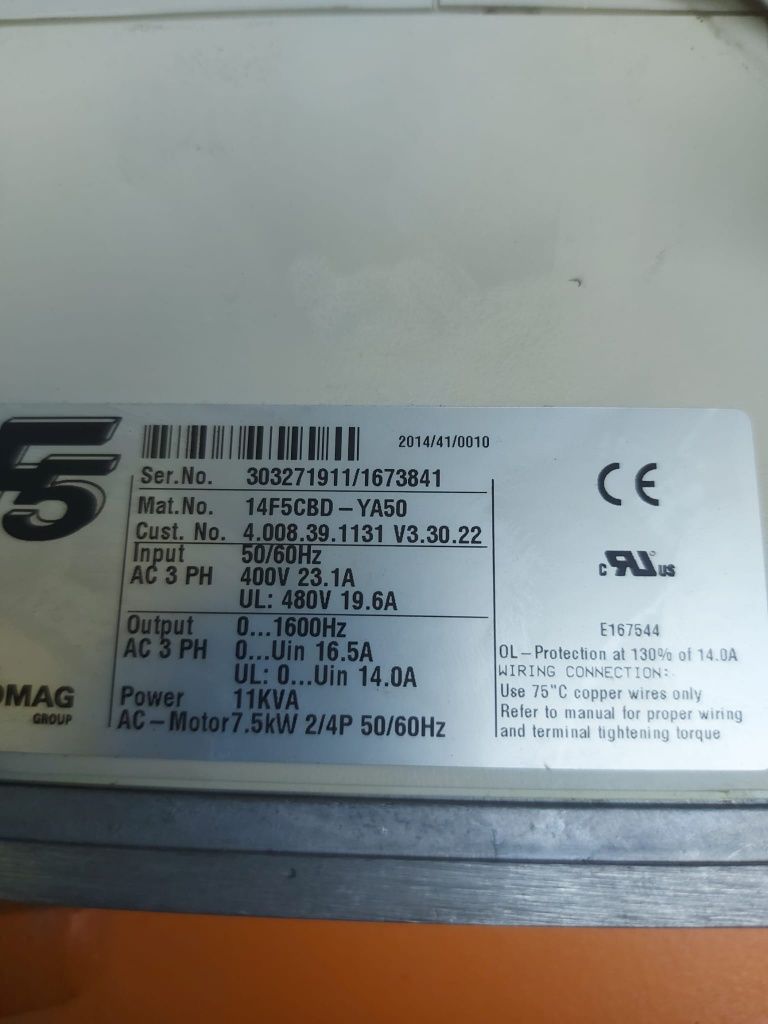 F5
2014/41/0010
Ser.No. 303271911/1673841
Mat.No. 14F5CBD-YA50
Cust. No. 4.008.39.1131 V3.30.22
Input 50/60Hz
AC 3 PH 400V 23.1A
UL: 480V 19.6A
Output 0...1600Hz
AC 3 PH 0...Uin 16.5A
UL: 0...Uin 14.0A
Power 11KVA
AC-Motor 7.5kW 2/4P 50/60Hz
OMAG
GROUP
CE
c RU us
E167544
OL-Protection at 130% of 14.0A
WIRING CONNECTION:
Use 75°C copper wires only
Refer to manual for proper wiring
and terminal tightening torque